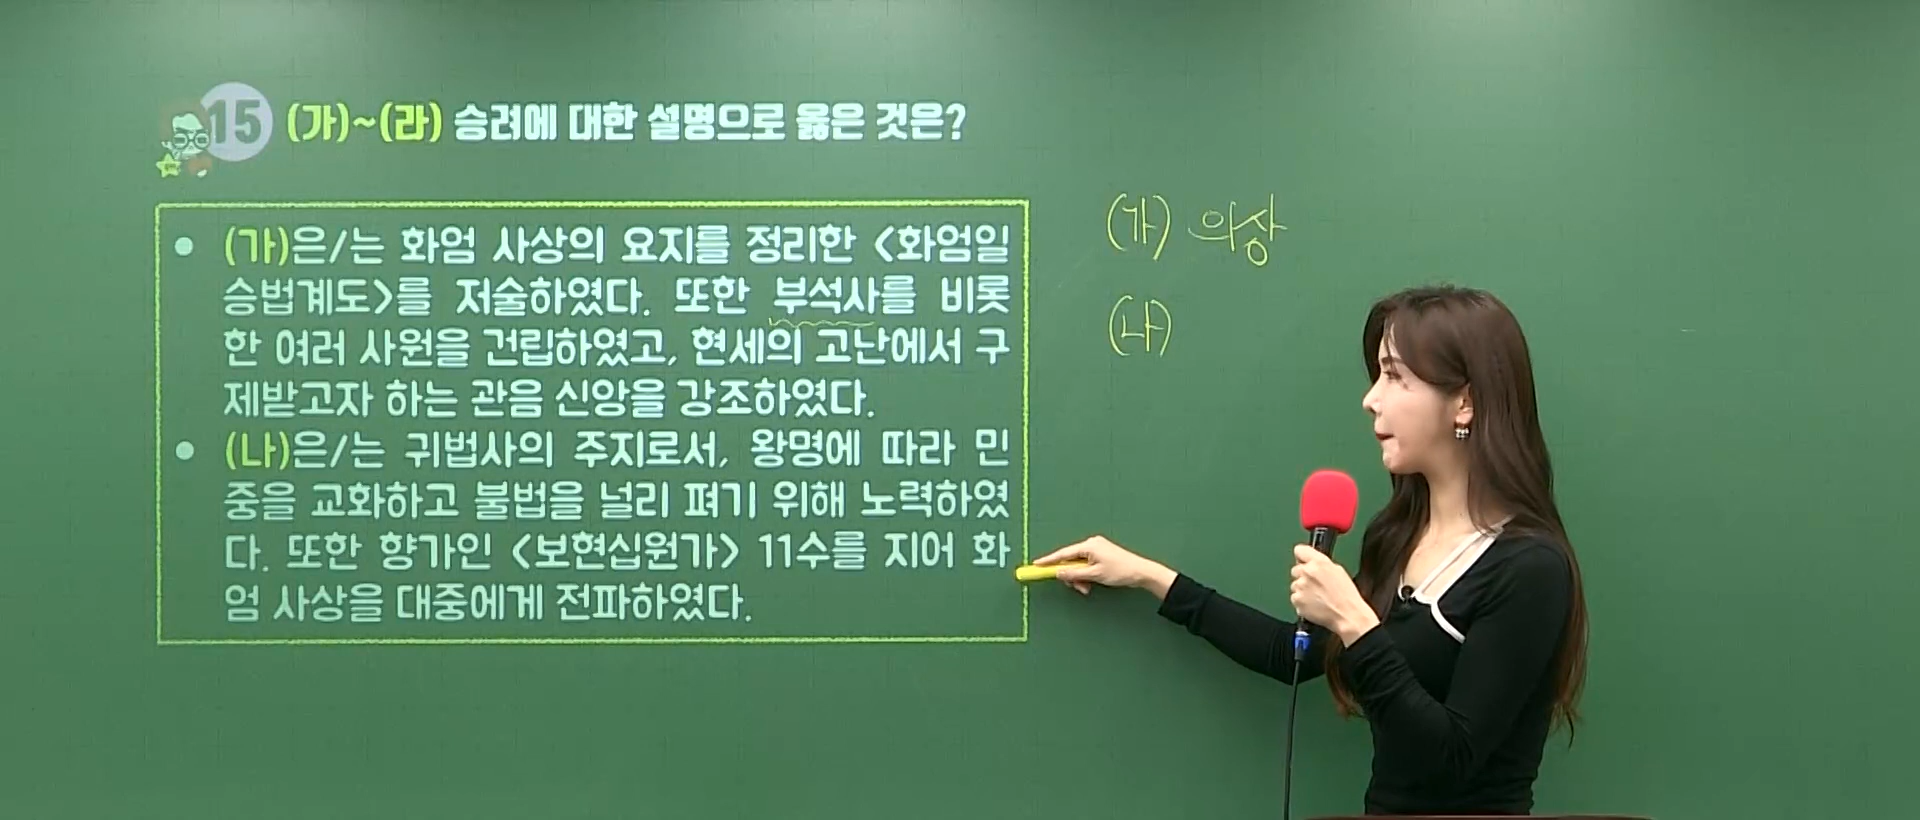 15 (가)~(라) 승려에 대한 설명으로 옳은 것은?
• (가)은/는 화엄 사상의 요지를 정리한 <화엄일
승법계도>를 저술하였다. 또한 부석사를 비롯
한 여러 사원을 건립하였고, 현세의 고난에서 구
제받고자 하는 관음 신앙을 강조하였다.
• (나)은/는 귀법사의 주지로서, 왕명에 따라 민
중을 교화하고 불법을 널리 펴기 위해 노력하였
다. 또한 향가인 <보현십원가> 11수를 지어 화
엄 사상을 대중에게 전파하였다.
(가) 의상
(나)